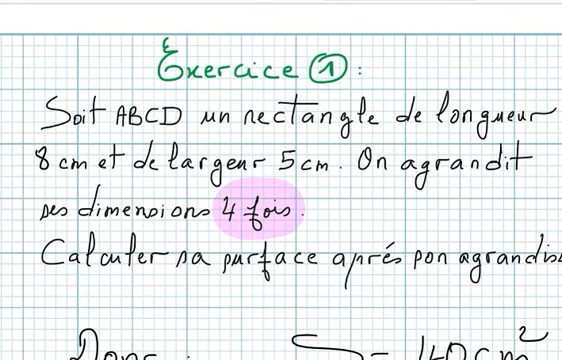 Exercice ① :
Soit ABCD un rectangle de longueur
8 cm et de largeur 5 cm. On agrandit
ses dimensions 4 fois.
Calculer sa surface aprés son agrandis
Donc : S = 40 cm²